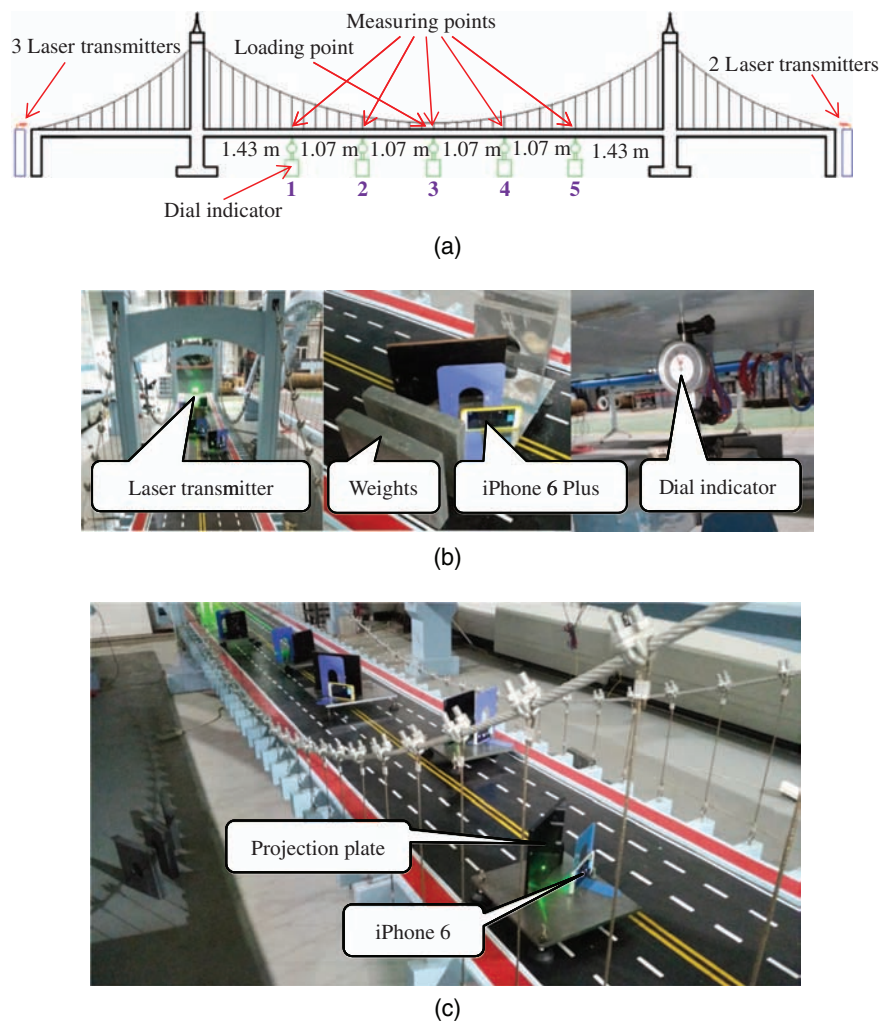 Measuring points
3 Laser transmitters
Loading point
2 Laser transmitters
1.43 m 1.07 m 1.07 m 1.07 m 1.07 m 1.43 m
Dial indicator
1 2 3 4 5
(a)
Laser transmitter
Weights
iPhone 6 Plus
Dial indicator
(b)
Projection plate
iPhone 6
(c)